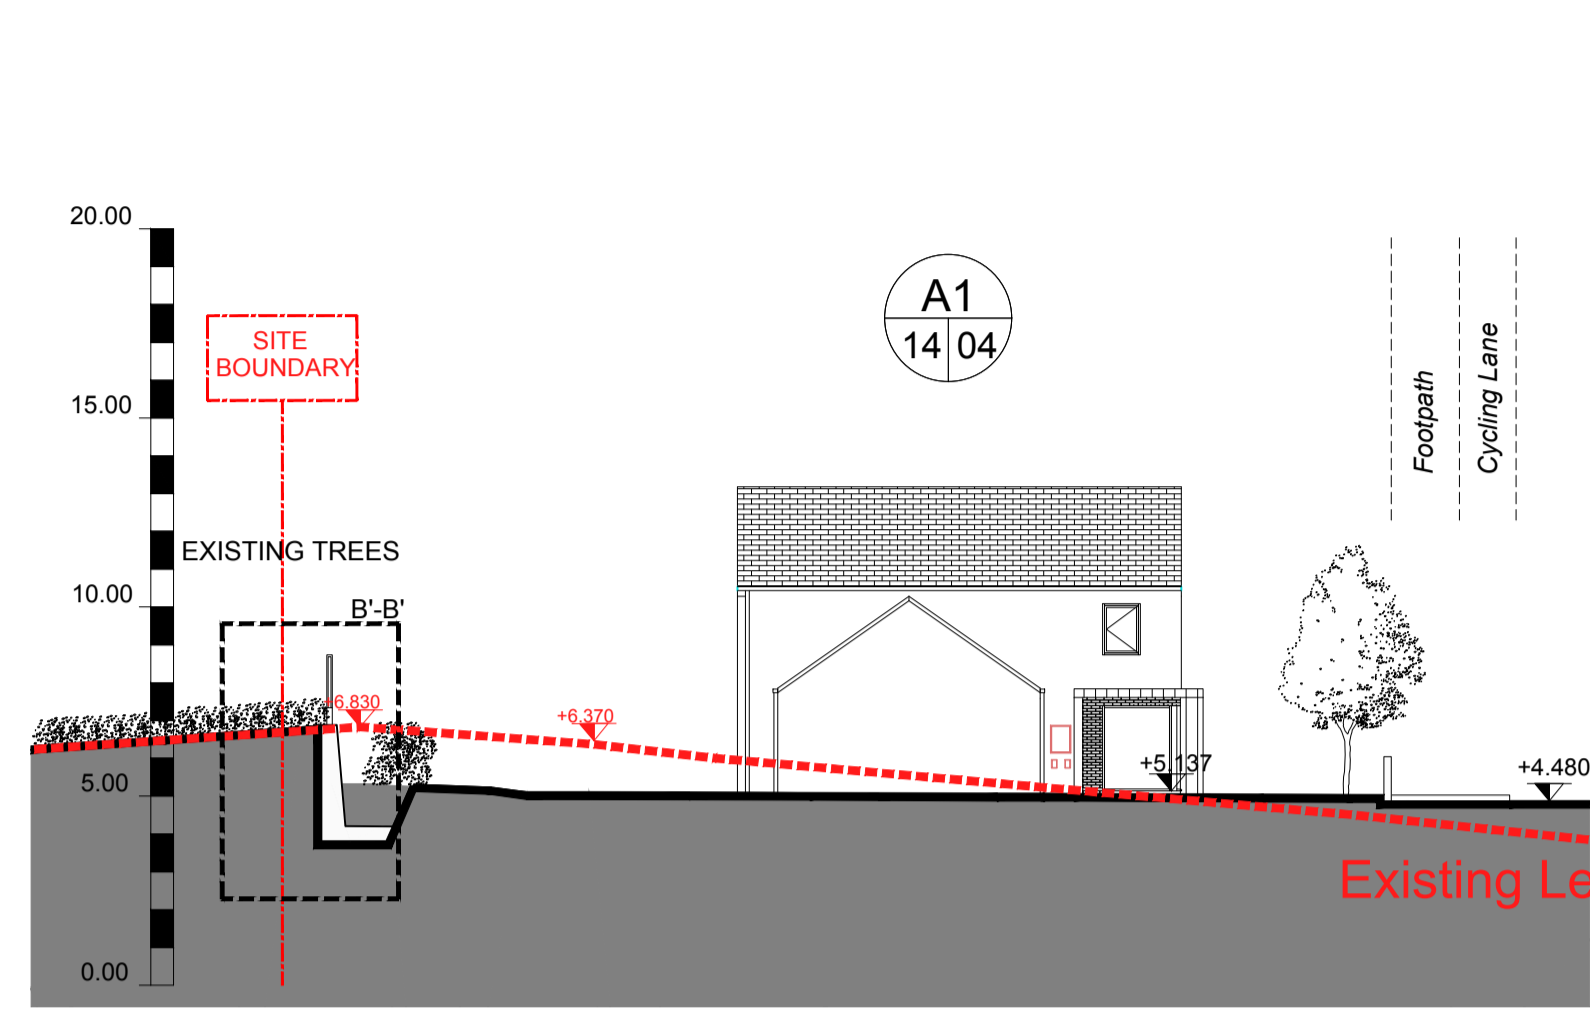 20.00
SITE
BOUNDARY
15.00
A1
14 04
Footpath
Cycling Lane
EXISTING TREES
10.00
B'-B'
+6.830
+6.370
5.00
+5.137
+4.480
Existing Le
0.00